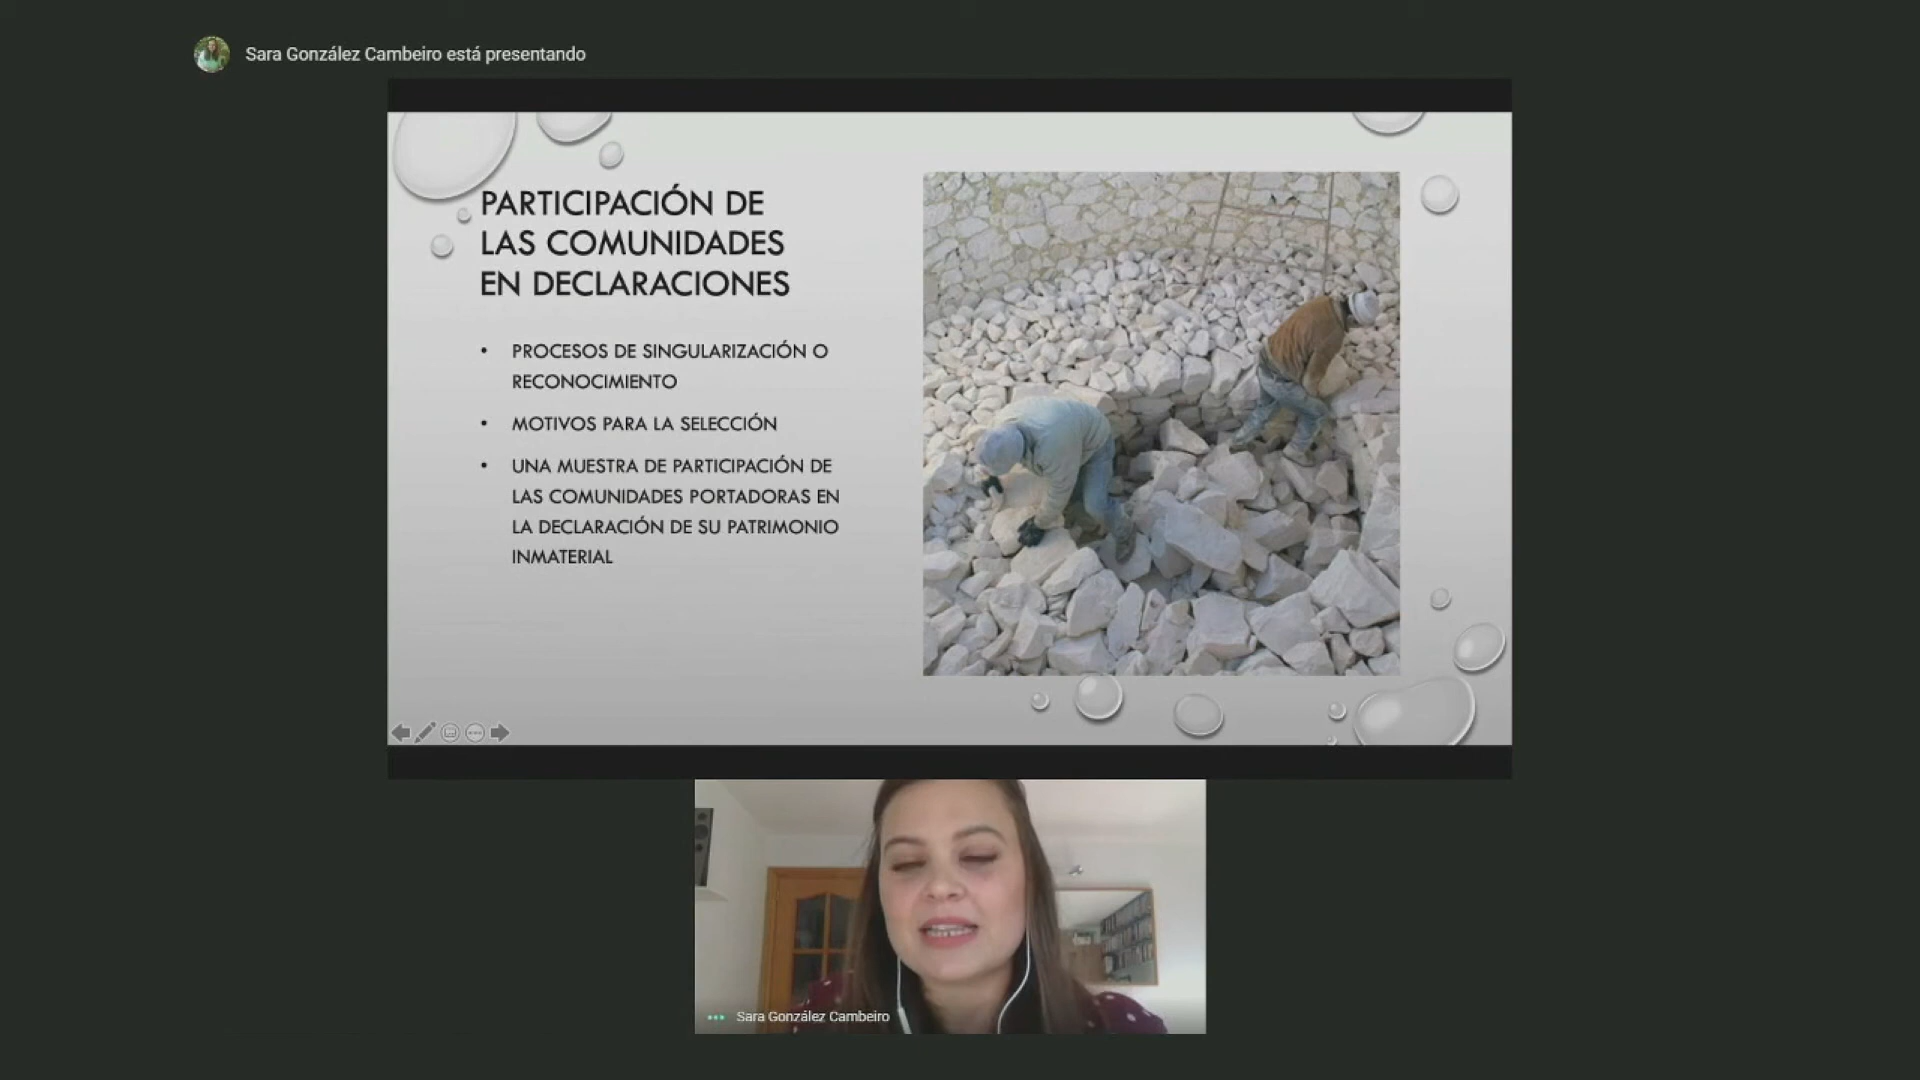 Sara González Cambeiro está presentando
PARTICIPACIÓN DE
LAS COMUNIDADES
EN DECLARACIONES
• PROCESOS DE SINGULARIZACIÓN O
RECONOCIMIENTO
• MOTIVOS PARA LA SELECCIÓN
• UNA MUESTRA DE PARTICIPACIÓN DE
LAS COMUNIDADES PORTADORAS EN
LA DECLARACIÓN DE SU PATRIMONIO
INMATERIAL
Sara González Cambeiro